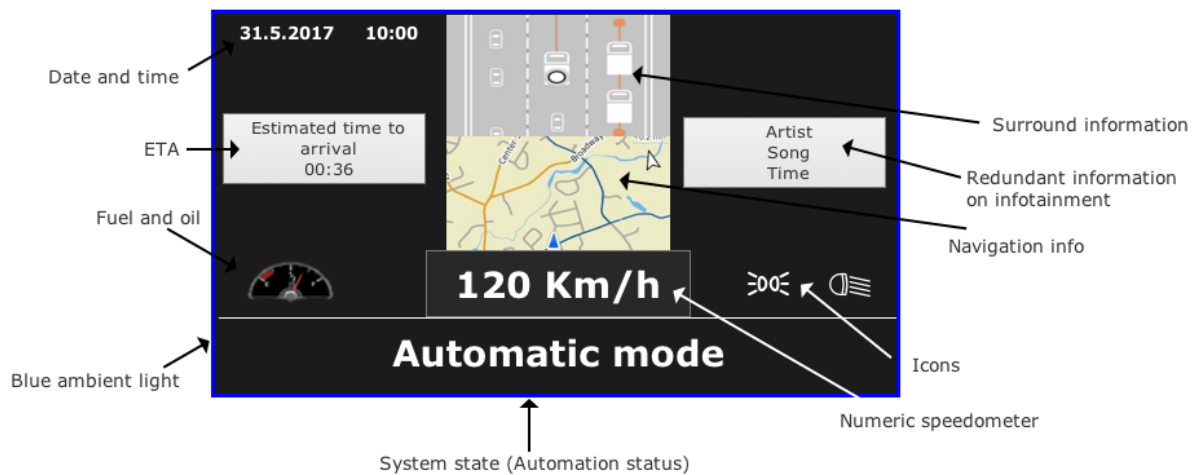 31.5.2017 10:00
Date and time
Surround information
Estimated time to
arrival
00:36
ETA
Artist
Song
Time
Redundant information
on infotainment
Center
Broadway
Navigation info
Fuel and oil
120 Km/h
Automatic mode
Blue ambient light
Icons
Numeric speedometer
System state (Automation status)